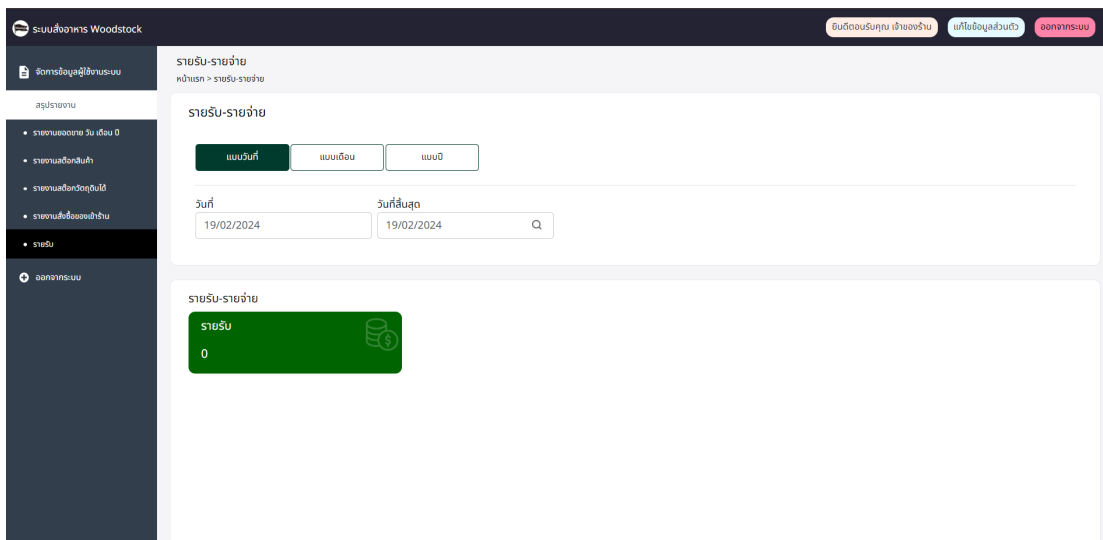 ระบบสั่งอาหาร Woodstock
ยินดีตอนรับคุณ เจ้าของร้าน
แก้ไขข้อมูลส่วนตัว
ออกจากระบบ
จัดการข้อมูลผู้ใช้งานระบบ
สรุปรายงาน
รายงานยอดขาย วัน เดือน ปี
รายงานสต๊อกสินค้า
รายงานสต๊อกวัตถุดิบได้
รายงานสั่งซื้อของเข้าร้าน
รายรับ
ออกจากระบบ
รายรับ-รายจ่าย
หน้าแรก > รายรับ-รายจ่าย
รายรับ-รายจ่าย
แบบวันที่
แบบเดือน
แบบปี
วันที่
วันที่สิ้นสุด
19/02/2024
19/02/2024
รายรับ-รายจ่าย
รายรับ
0